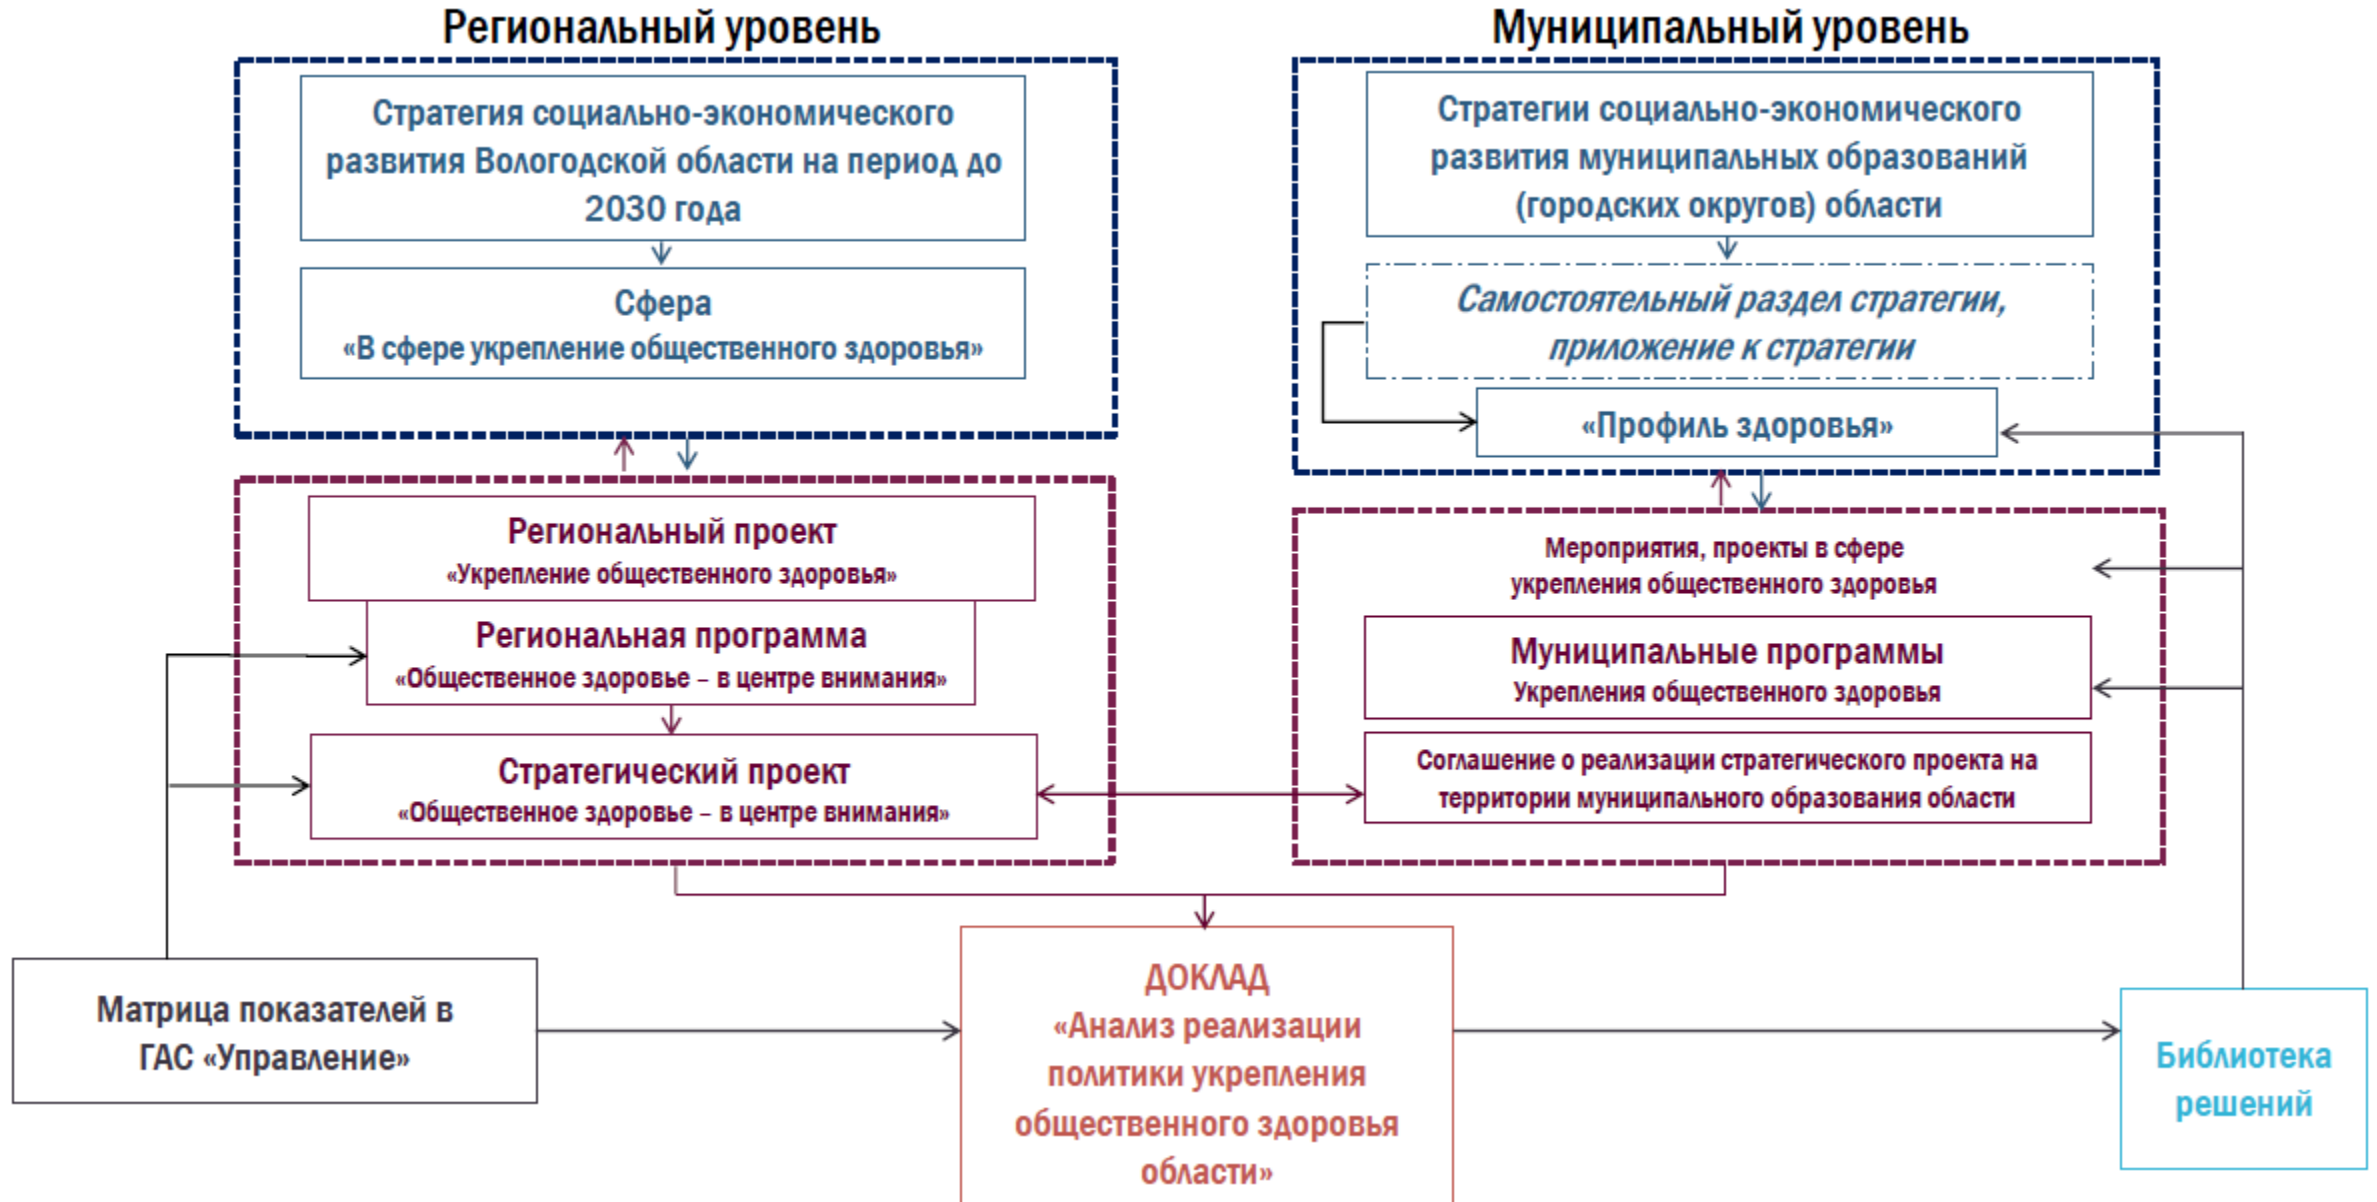 Региональный уровень
Стратегия социально-экономического
развития Вологодской области на период до
2030 года
Сфера
«В сфере укрепление общественного здоровья»
Региональный проект
«Укрепление общественного здоровья»
Региональная программа
«Общественное здоровье – в центре внимания»
Стратегический проект
«Общественное здоровье – в центре внимания»
Муниципальный уровень
Стратегии социально-экономического
развития муниципальных образований
(городских округов) области
Самостоятельный раздел стратегии,
приложение к стратегии
«Профиль здоровья»
Мероприятия, проекты в сфере
укрепления общественного здоровья
Муниципальные программы
Укрепления общественного здоровья
Соглашение о реализации стратегического проекта на
территории муниципального образования области
Матрица показателей в
ГАС «Управление»
ДОКЛАД
«Анализ реализации
политики укрепления
общественного здоровья
области»
Библиотека
решений